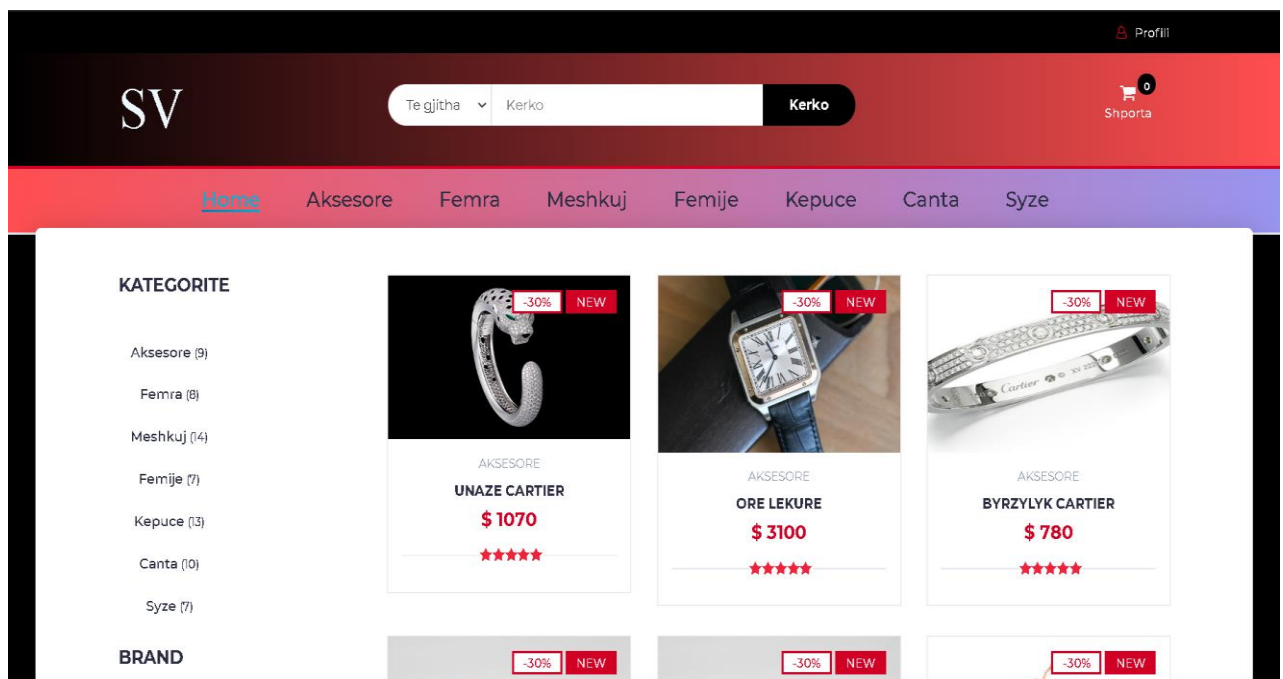 Profili
SV
Te gjitha
Kerko
Kerko
0
Shporta
Home Aksesore Femra Meshkuj Femije Kepuce Canta Syze
KATEGORITE
Aksesore (9)
Femra (8)
Meshkuj (14)
Femije (7)
Kepuce (13)
Canta (10)
Syze (7)
BRAND
-30% NEW
AKSESORE
UNAZE CARTIER
$ 1070
-30% NEW
AKSESORE
ORE LEKURE
$ 3100
-30% NEW
Cartier
AKSESORE
BYRZYLYK CARTIER
$ 780
-30% NEW
-30% NEW
-30% NEW